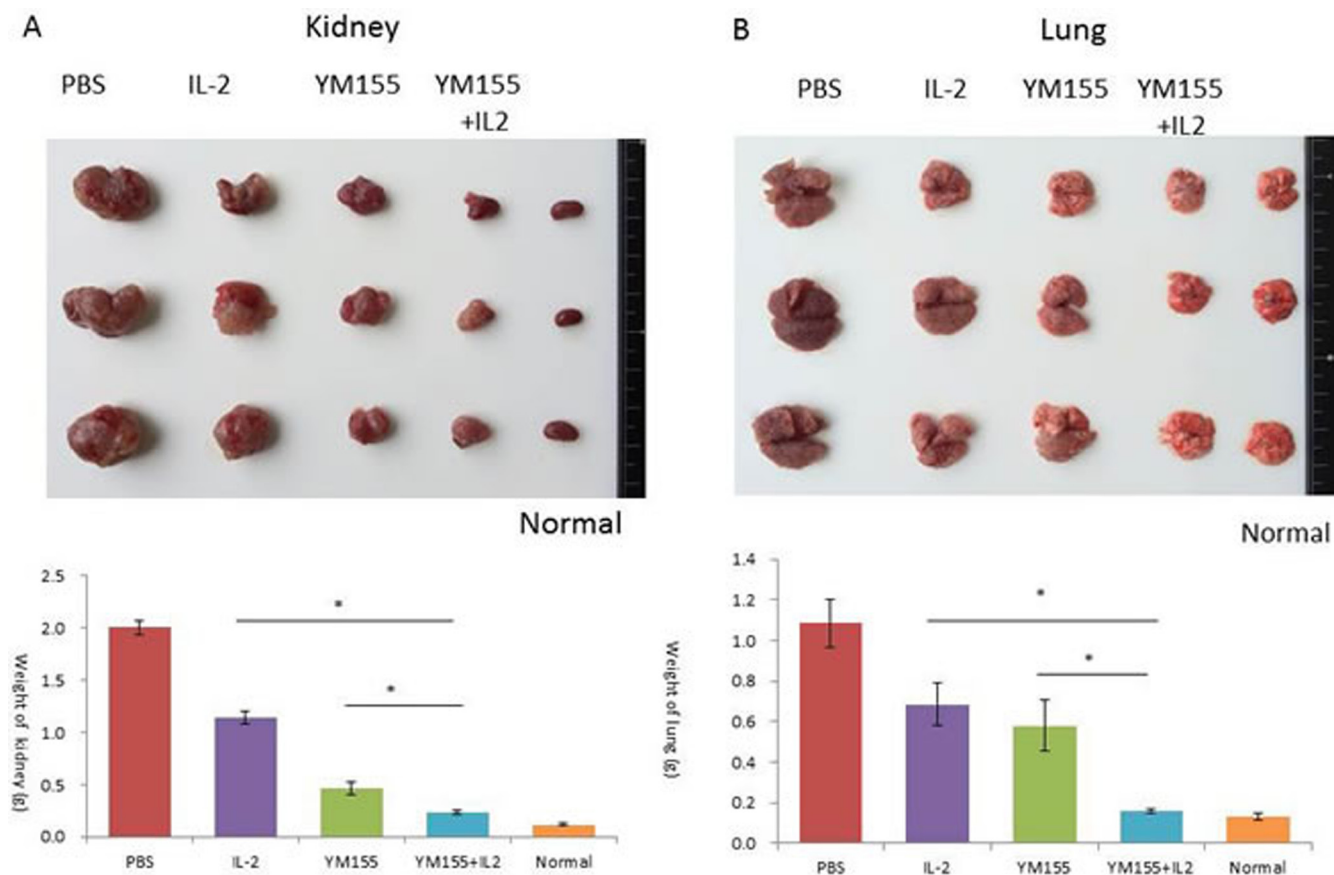 A
Kidney
PBS IL-2 YM155 YM155
+IL2
Normal
2.5
2.0
1.5
1.0
0.5
0.0
Weight of kidney (g)
*
*
PBS IL-2 YM155 YM155+IL2 Normal
B
Lung
PBS IL-2 YM155 YM155
+IL2
Normal
1.4
1.2
1.0
0.8
0.6
0.4
0.2
0.0
Weight of lung (g)
*
*
PBS IL-2 YM155 YM155+IL2 Normal